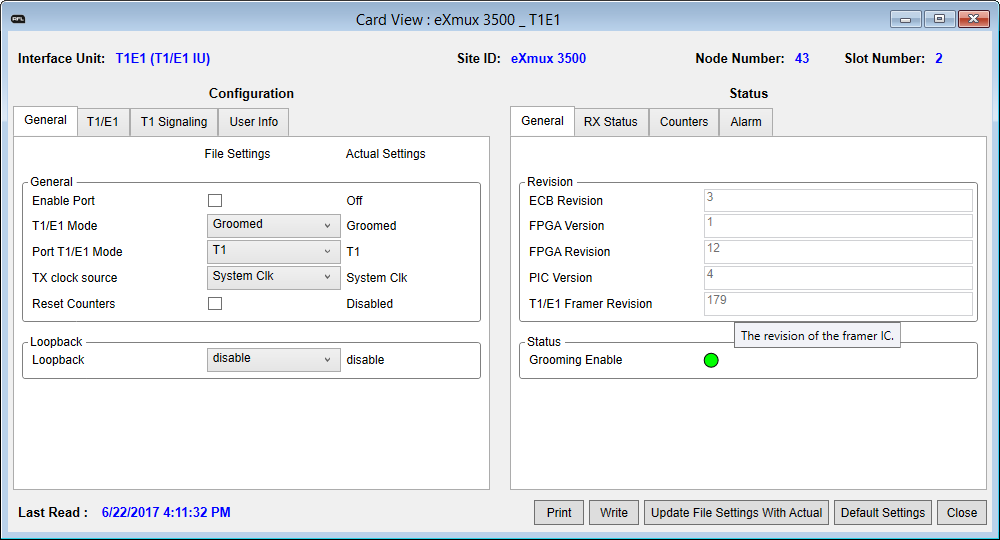 RFL Card View : eXmux 3500 _ T1E1
Interface Unit: T1E1 (T1/E1 IU) Site ID: eXmux 3500 Node Number: 43 Slot Number: 2
Configuration
General T1/E1 T1 Signaling User Info
File Settings Actual Settings
General
Enable Port Off
T1/E1 Mode Groomed Groomed
Port T1/E1 Mode T1 T1
TX clock source System Clk System Clk
Reset Counters Disabled
Loopback
Loopback disable disable
Status
General RX Status Counters Alarm
Revision
ECB Revision 3
FPGA Version 1
FPGA Revision 12
PIC Version 4
T1/E1 Framer Revision 179
The revision of the framer IC.
Status
Grooming Enable
Last Read : 6/22/2017 4:11:32 PM Print Write Update File Settings With Actual Default Settings Close